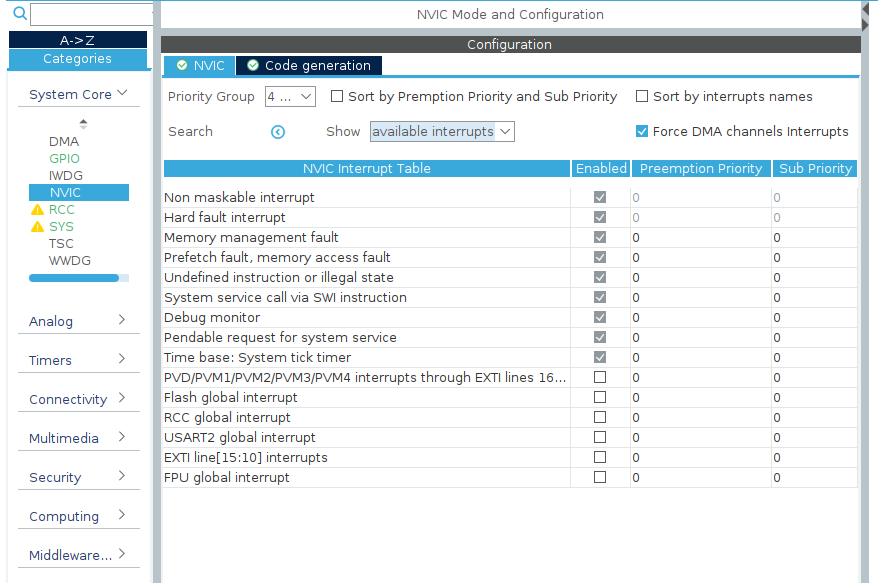 NVIC Mode and Configuration
A->Z
Categories
System Core
DMA
GPIO
IWDG
NVIC
RCC
SYS
TSC
WWDG
Analog
Timers
Connectivity
Multimedia
Security
Computing
Middleware...
Configuration
NVIC Code generation
Priority Group 4 ... Sort by Premption Priority and Sub Priority Sort by interrupts names
Search Show available interrupts Force DMA channels Interrupts
NVIC Interrupt Table Enabled Preemption Priority Sub Priority
Non maskable interrupt 0 0
Hard fault interrupt 0 0
Memory management fault 0 0
Prefetch fault, memory access fault 0 0
Undefined instruction or illegal state 0 0
System service call via SWI instruction 0 0
Debug monitor 0 0
Pendable request for system service 0 0
Time base: System tick timer 0 0
PVD/PVM1/PVM2/PVM3/PVM4 interrupts through EXTI lines 16... 0 0
Flash global interrupt 0 0
RCC global interrupt 0 0
USART2 global interrupt 0 0
EXTI line[15:10] interrupts 0 0
FPU global interrupt 0 0